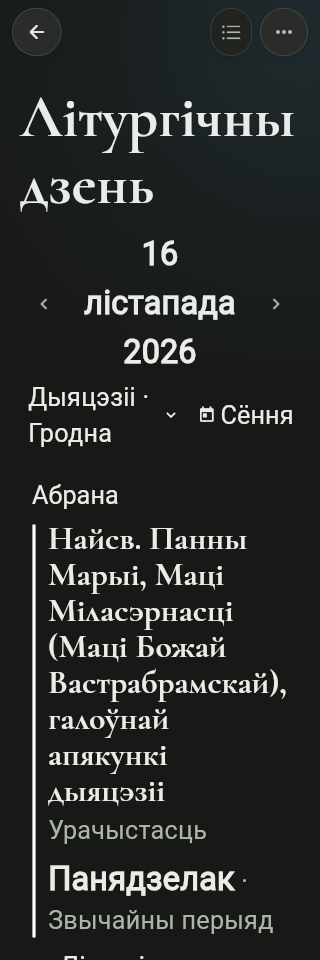 Літургічны
дзень
16
лістапада
2026
Дыяцэзіі ·
Гродна
Сёння
Абрана
Найсв. Панны
Марыі, Маці
Міласэрнасці
(Маці Божай
Вастрабрамскай),
галоўнай
апякункі
дыяцэзіі
Урачыстасць
Панядзелак ·
Звычайны перыяд